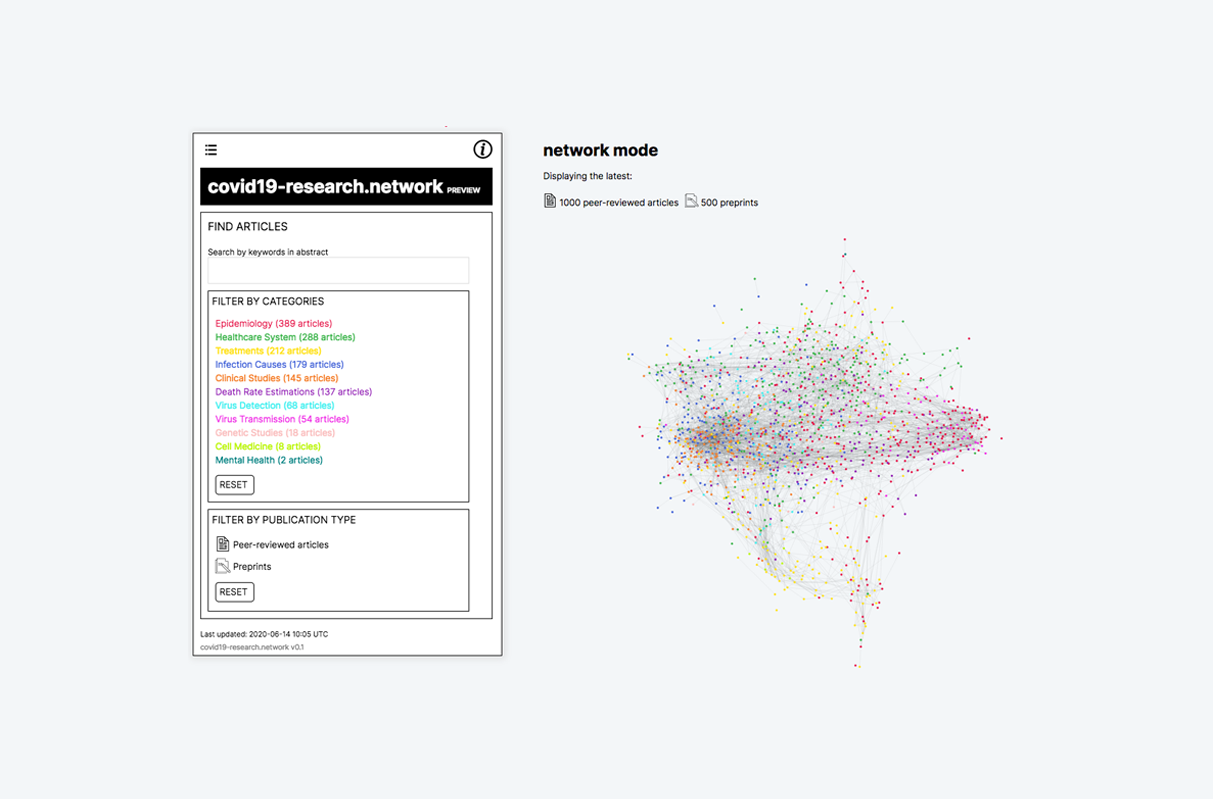 covid19-research.network PREVIEW
FIND ARTICLES
Search by keywords in abstract
FILTER BY CATEGORIES
Epidemiology (389 articles)
Healthcare System (288 articles)
Treatments (212 articles)
Infection Causes (179 articles)
Clinical Studies (145 articles)
Death Rate Estimations (137 articles)
Virus Detection (68 articles)
Virus Transmission (54 articles)
Genetic Studies (18 articles)
Cell Medicine (8 articles)
Mental Health (2 articles)
RESET
FILTER BY PUBLICATION TYPE
Peer-reviewed articles
Preprints
RESET
Last updated: 2020-06-14 10:05 UTC
covid19-research.network v0.1
network mode
Displaying the latest:
1000 peer-reviewed articles 500 preprints